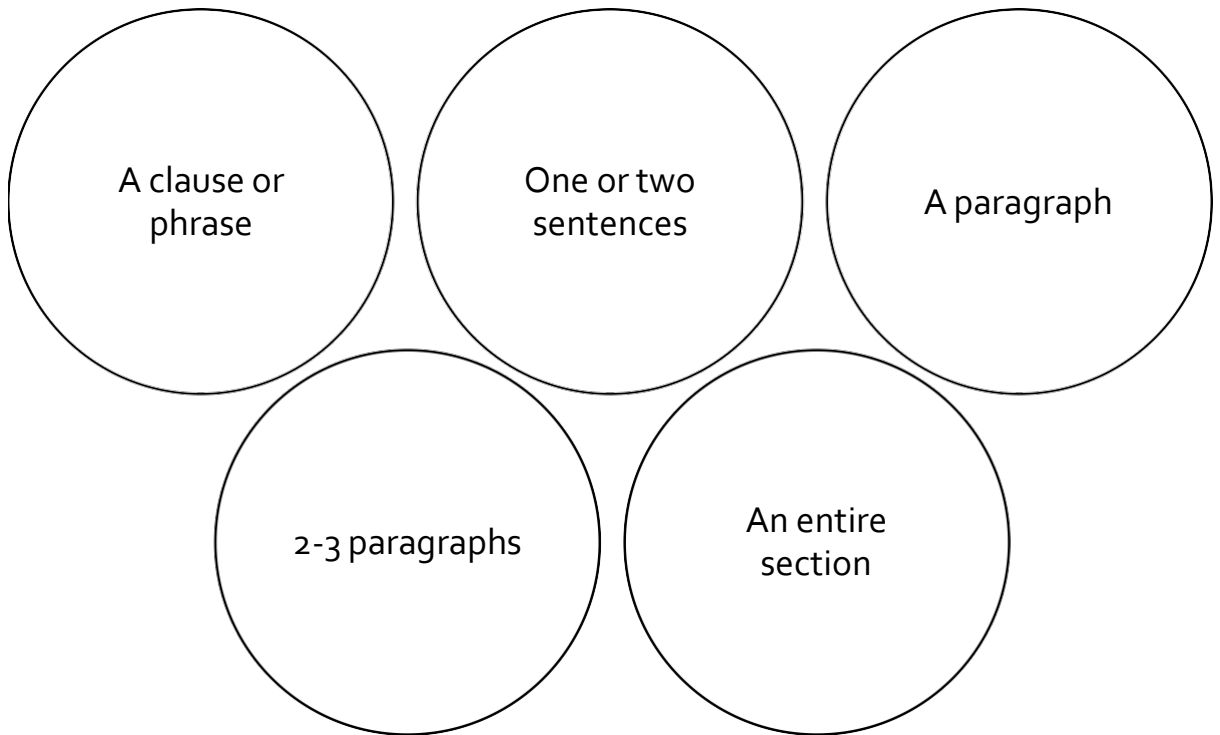 A clause or
phrase
One or two
sentences
A paragraph
2-3 paragraphs
An entire
section